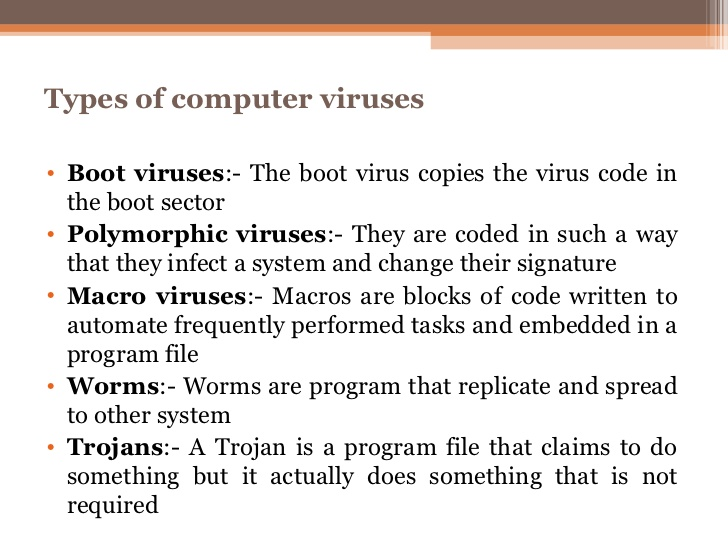 Types of computer viruses
• Boot viruses:- The boot virus copies the virus code in
the boot sector
• Polymorphic viruses:- They are coded in such a way
that they infect a system and change their signature
• Macro viruses:- Macros are blocks of code written to
automate frequently performed tasks and embedded in a
program file
• Worms:- Worms are program that replicate and spread
to other system
• Trojans:- A Trojan is a program file that claims to do
something but it actually does something that is not
required